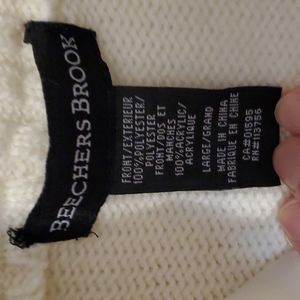 BEECHERS BROOK
FRONT/EXTERIEUR
100%POLYESTER/
POLYESTER
FRONT/DOS ET
MANCHES
100%ACRYLIC/
ACRYLIQUE
LARGE/GRAND
MADE IN CHINA
FABRIQUE EN CHINE
CA#01595
RN#113756